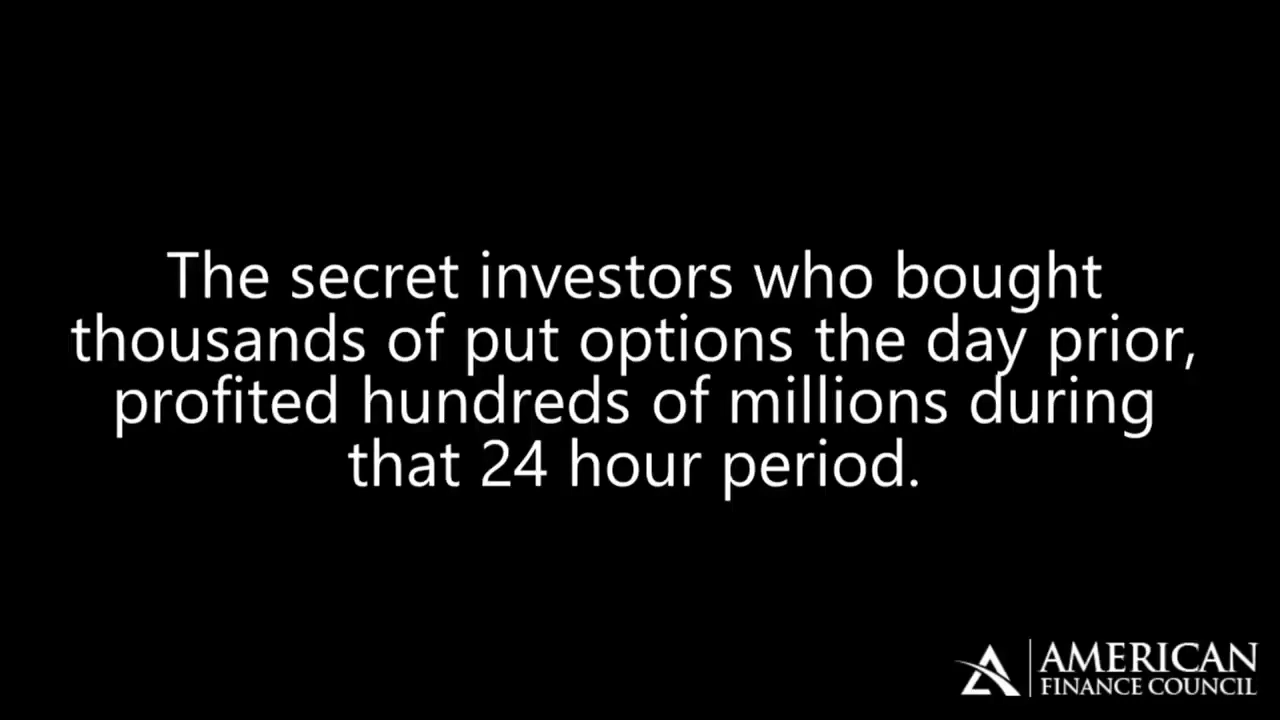 The secret investors who bought
thousands of put options the day prior,
profited hundreds of millions during
that 24 hour period.
AMERICAN
FINANCE COUNCIL